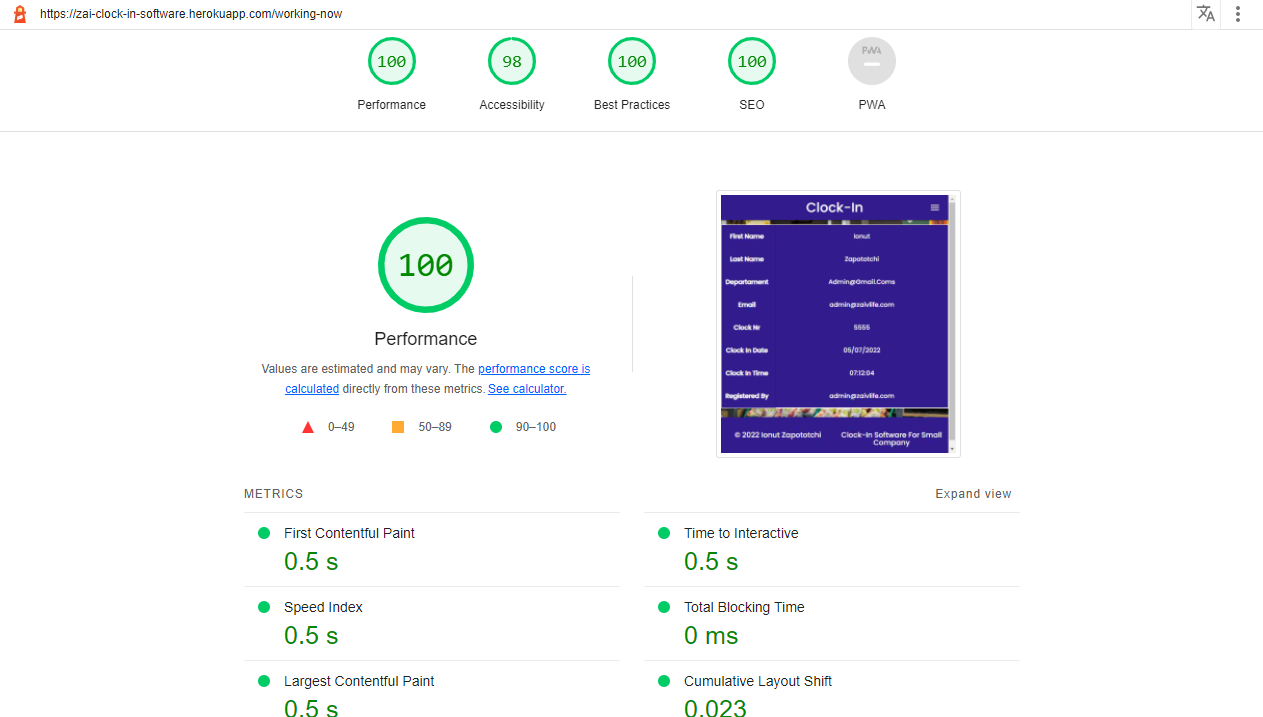 https://zai-clock-in-software.herokuapp.com/working-now
100
98
100
100
PWA
Performance
Accessibility
Best Practices
SEO
PWA
100
Performance
Values are estimated and may vary. The performance score is
calculated directly from these metrics. See calculator.
0–49
50–89
90–100
Clock-In
First Name Ionut
Last Name Zapototchi
Departament Admin@Gmail.Coms
Email admin@zaivlife.com
Clock Nr 5555
Clock In Date 05/07/2022
Clock In Time 07:12:04
Registered By admin@zaivlife.com
© 2022 Ionut Zapototchi
Clock-In Software For Small
Company
METRICS
Expand view
First Contentful Paint
0.5 s
Time to Interactive
0.5 s
Speed Index
0.5 s
Total Blocking Time
0 ms
Largest Contentful Paint
0.5 s
Cumulative Layout Shift
0.023